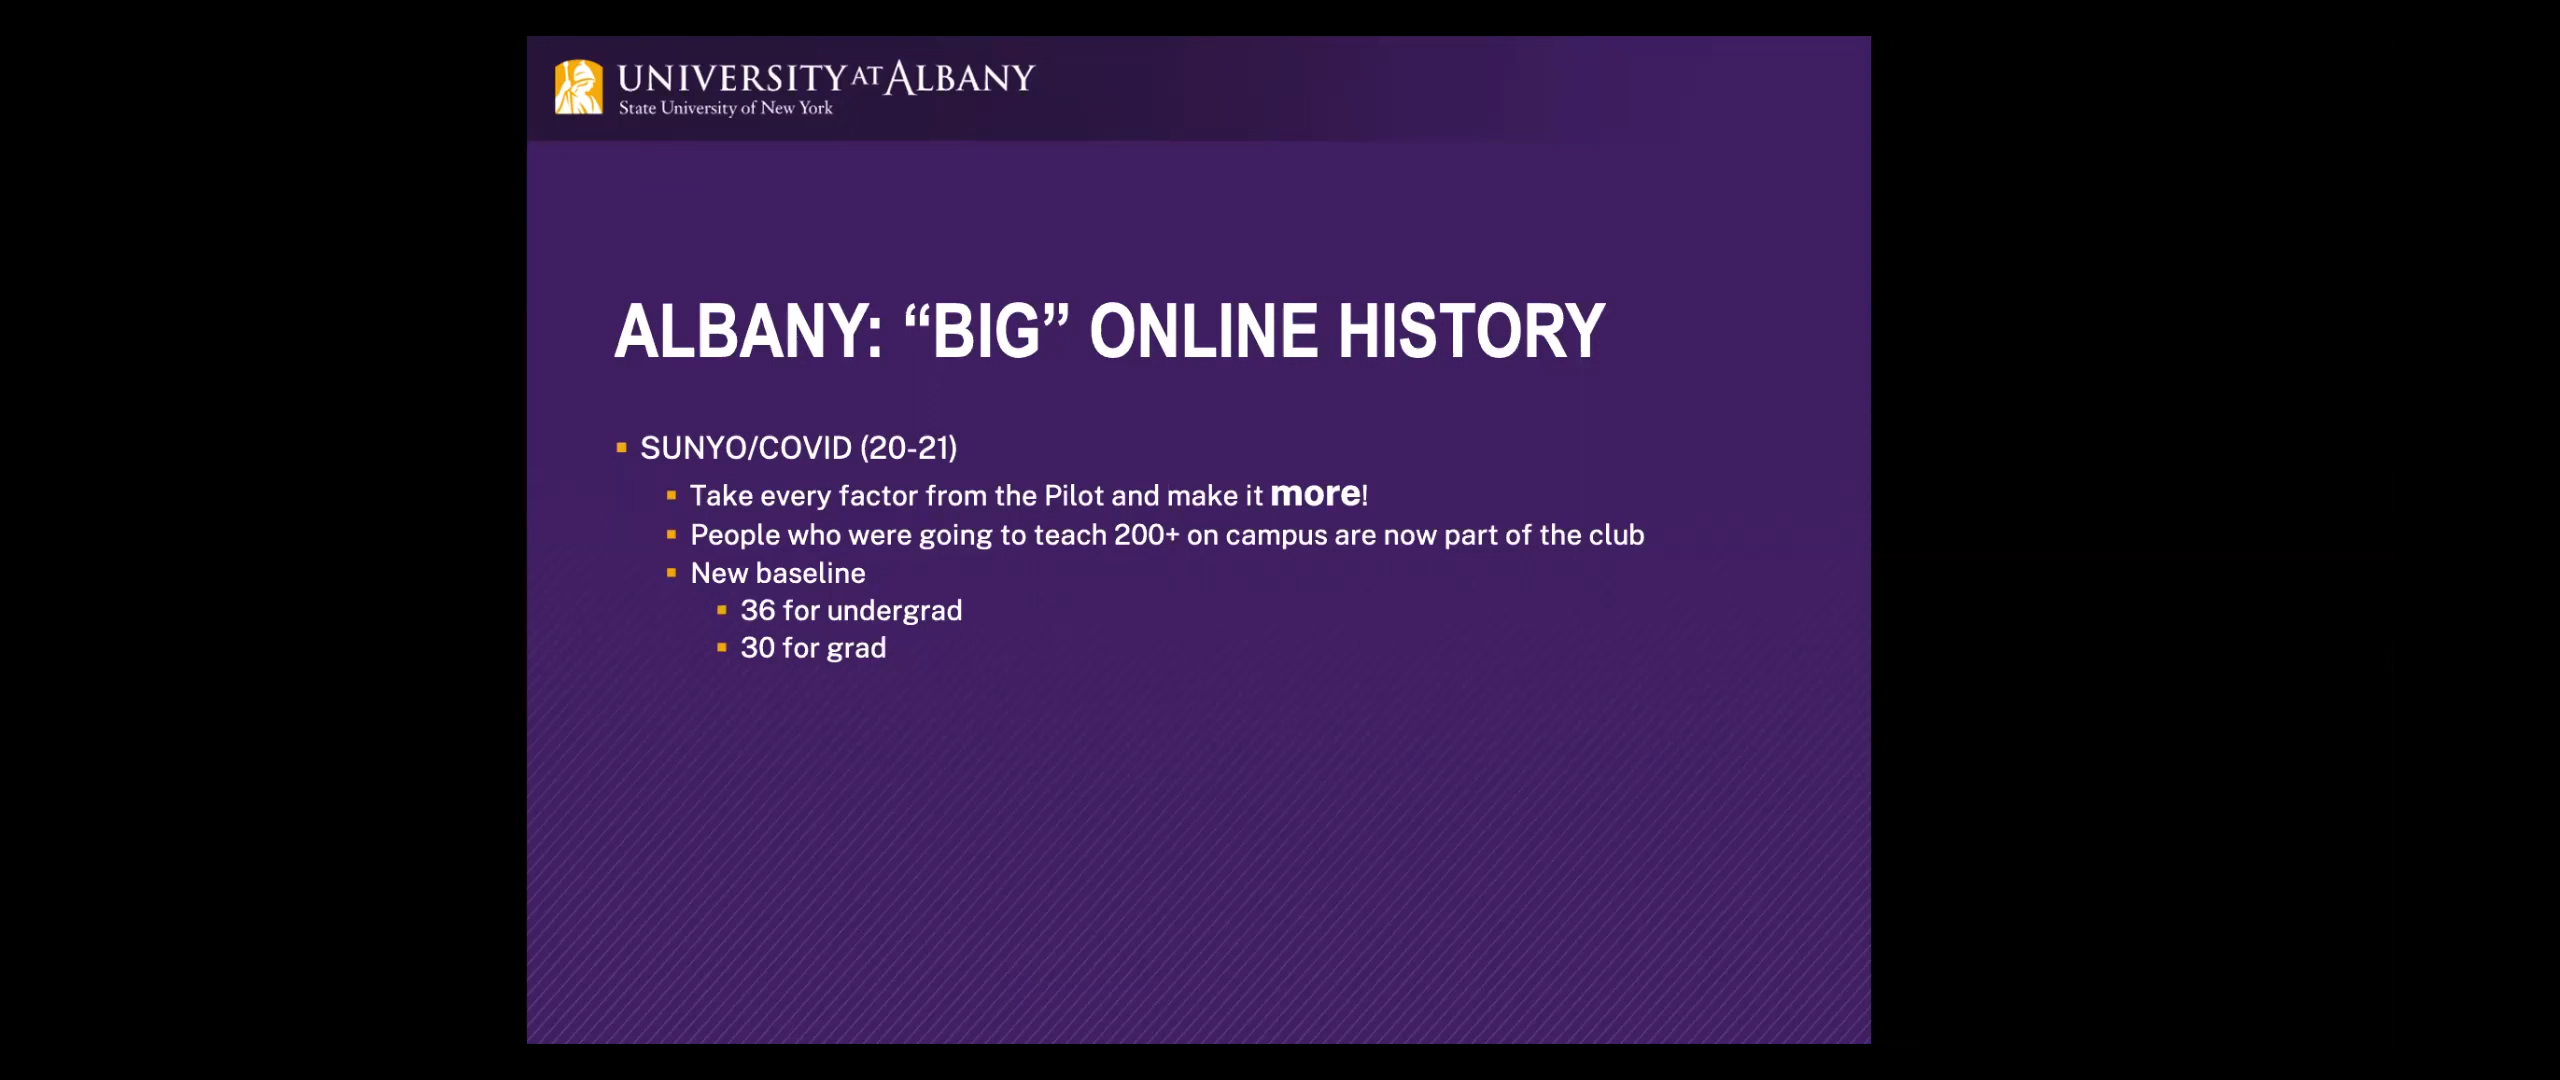 UNIVERSITY AT ALBANY
State University of New York
ALBANY: “BIG” ONLINE HISTORY
SUNYO/COVID (20-21)
Take every factor from the Pilot and make it more!
People who were going to teach 200+ on campus are now part of the club
New baseline
36 for undergrad
30 for grad